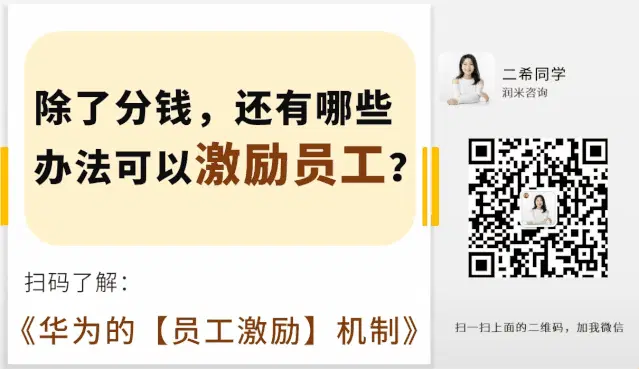 除了分钱，还有哪些
办法可以激励员工？
扫码了解：
《华为的【员工激励】机制》
二希同学
润米咨询
扫一扫上面的二维码，加我微信